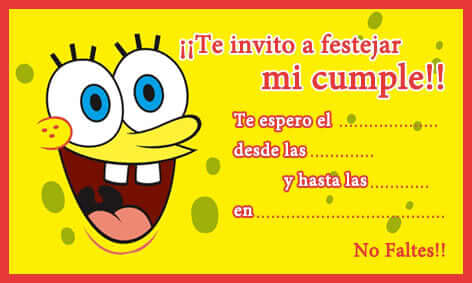 ¡¡Te invito a festejar
mi cumple!!
Te espero el ..................
desde las ............
y hasta las ...........
en ...................................
No Faltes!!